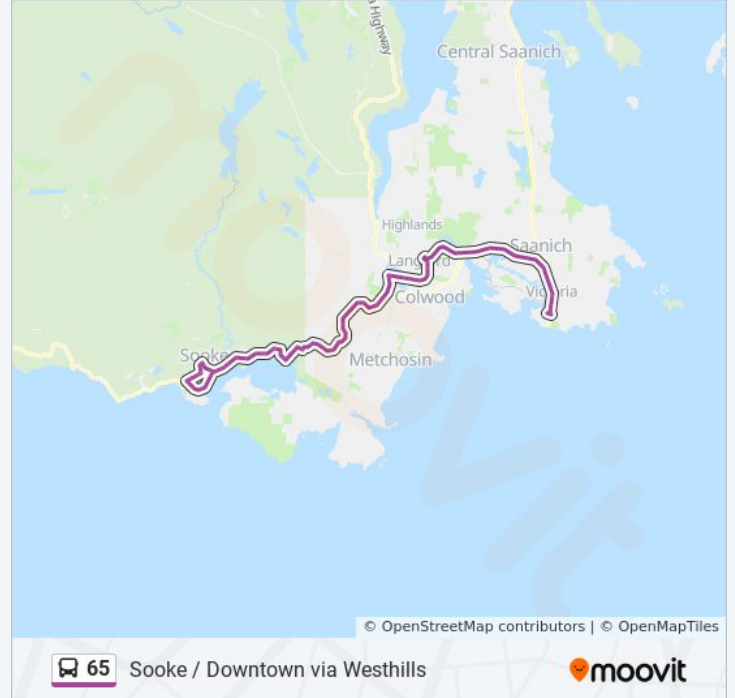 a Highway
Central Saanich
Highlands
Saanich
Langford
Victoria
Colwood
Sooke
Metchosin
moovit
© OpenStreetMap contributors | © OpenMapTiles
65 Sooke / Downtown via Westhills
moovit